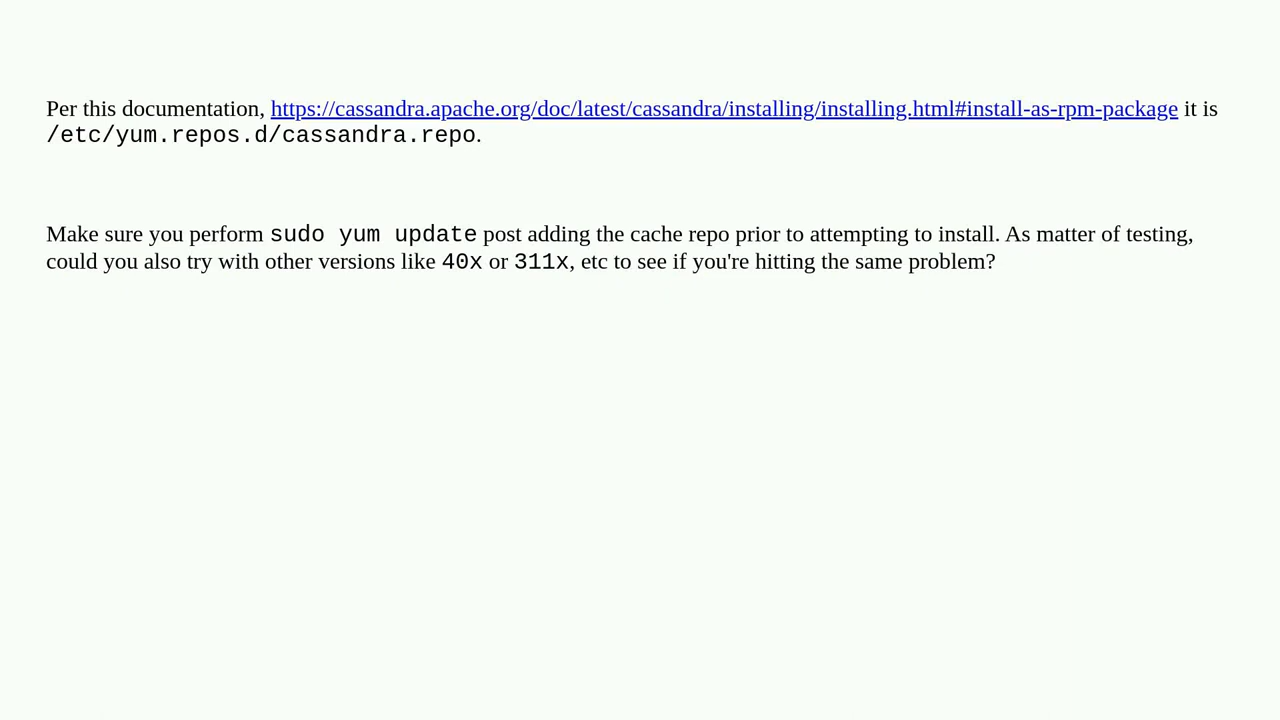 Per this documentation, https://cassandra.apache.org/doc/latest/cassandra/installing/installing.html#install-as-rpm-package it is
/etc/yum.repos.d/cassandra.repo.
Make sure you perform sudo yum update post adding the cache repo prior to attempting to install. As matter of testing,
could you also try with other versions like 40x or 311x, etc to see if you're hitting the same problem?